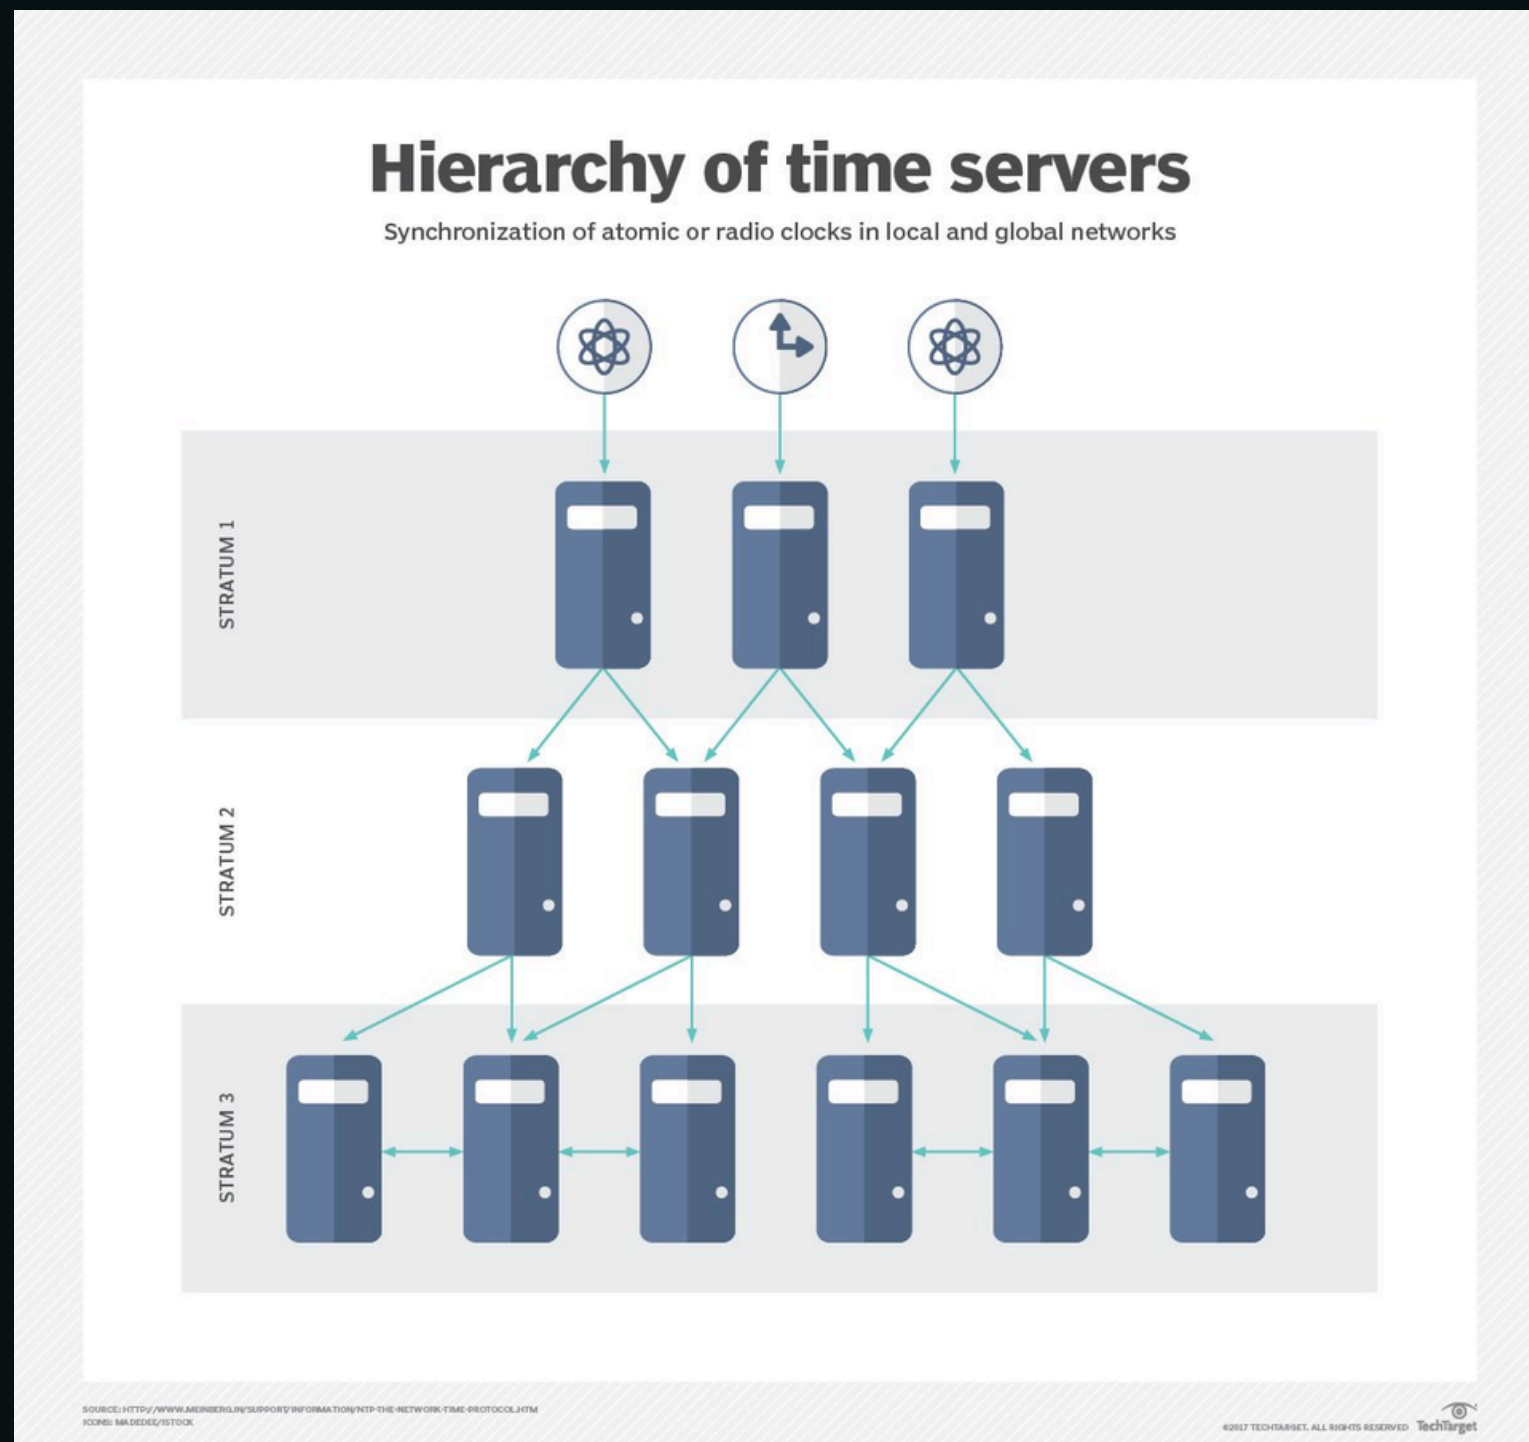 Hierarchy of time servers
Synchronization of atomic or radio clocks in local and global networks
STRATUM 1
STRATUM 2
STRATUM 3
SOURCE: HTTP://WWW.MEINBERG.IN/SUPPORT/INFORMATION/NTP-THE-NETWORK-TIME-PROTOCOL.HTM
ICONS: MADEDEE/ISTOCK
©2017 TECHTARGET. ALL RIGHTS RESERVED TechTarget